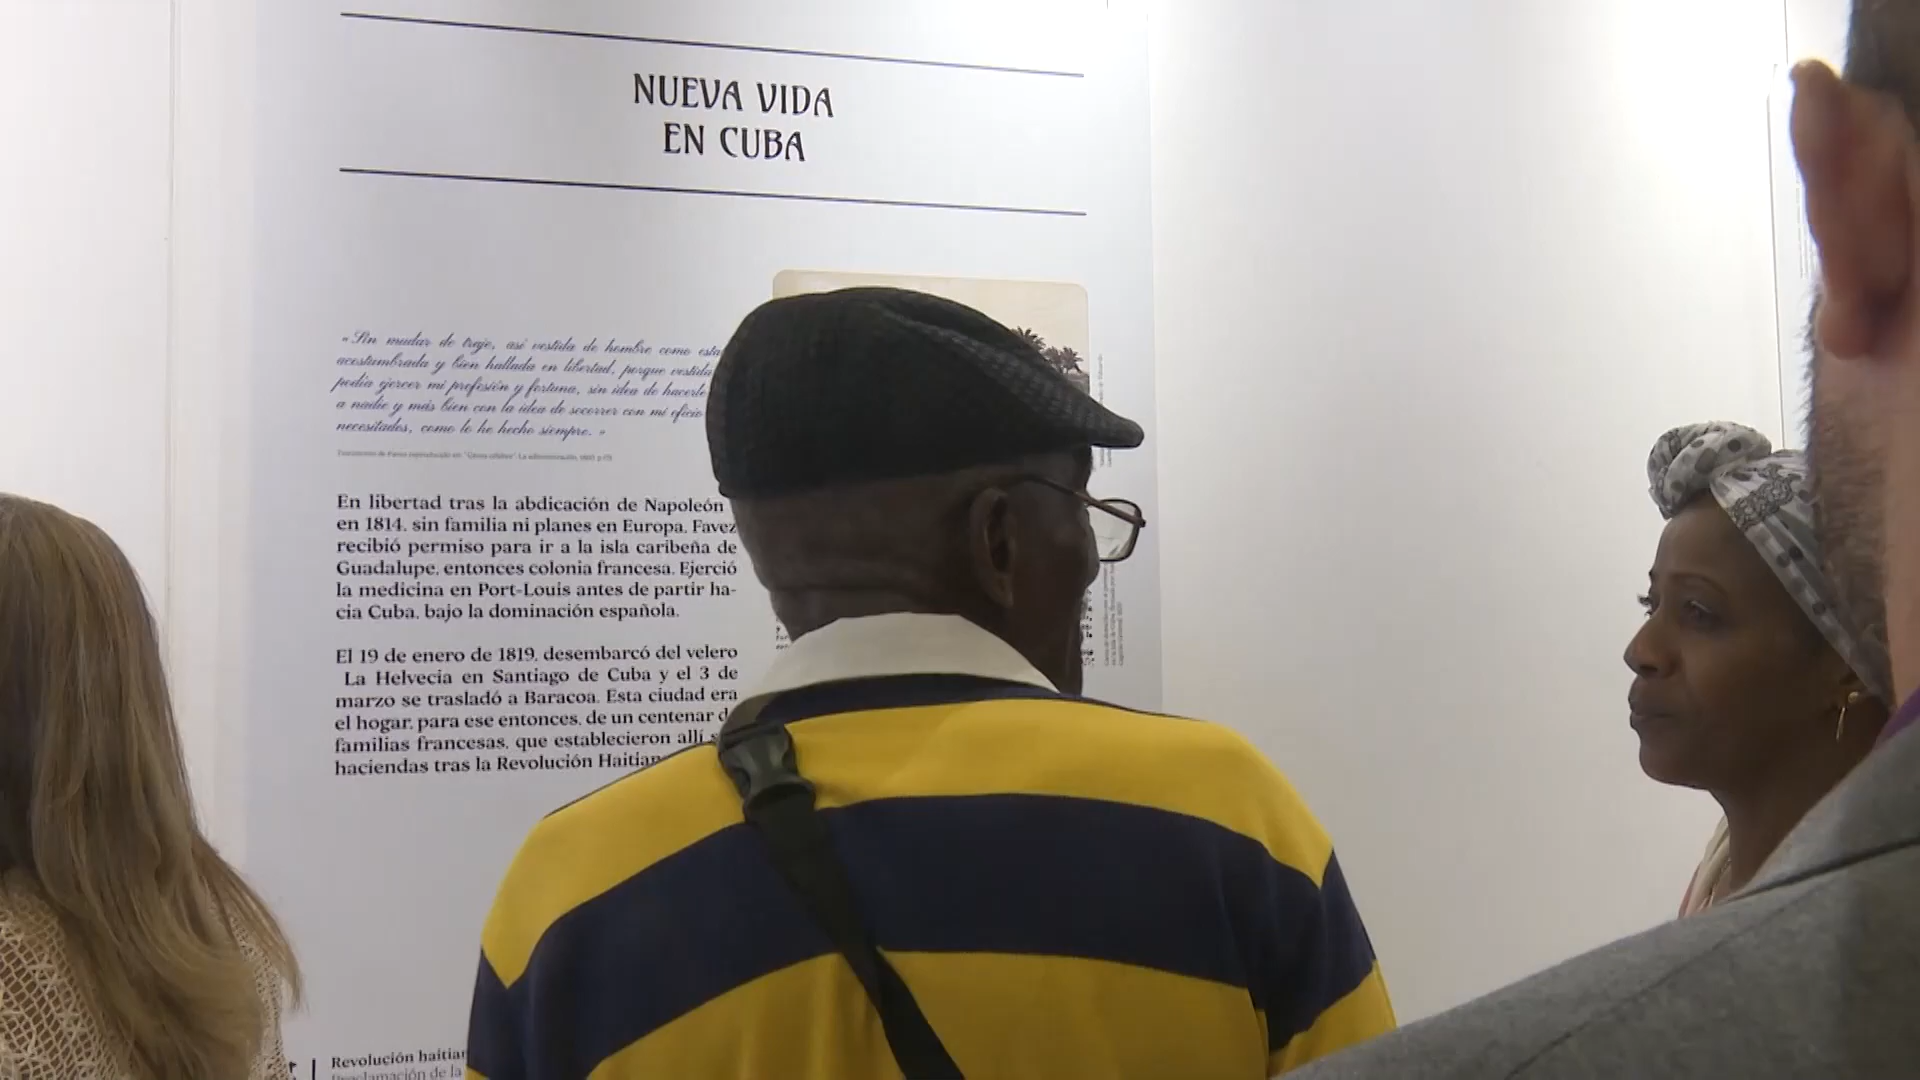 NUEVA VIDA
EN CUBA
«Sin mudar de traje, así vestida de hombre como esta
acostumbrada y bien hallada en libertad, porque vestida
podía ejercer mi profesión y fortuna, sin idea de hacerle
a nadie y más bien con la idea de socorrer con mi oficio
necesitados, como lo he hecho siempre. »
En libertad tras la abdicación de Napoleón
en 1814, sin familia ni planes en Europa, Favez
recibió permiso para ir a la isla caribeña de
Guadalupe, entonces colonia francesa. Ejerció
la medicina en Port-Louis antes de partir ha-
cia Cuba, bajo la dominación española.
El 19 de enero de 1819, desembarcó del velero
La Helvecia en Santiago de Cuba y el 3 de
marzo se trasladó a Baracoa. Esta ciudad era
el hogar, para ese entonces, de un centenar d
familias francesas, que establecieron allí s
haciendas tras la Revolución Haitian
Revolución haitian
Proclamación de la